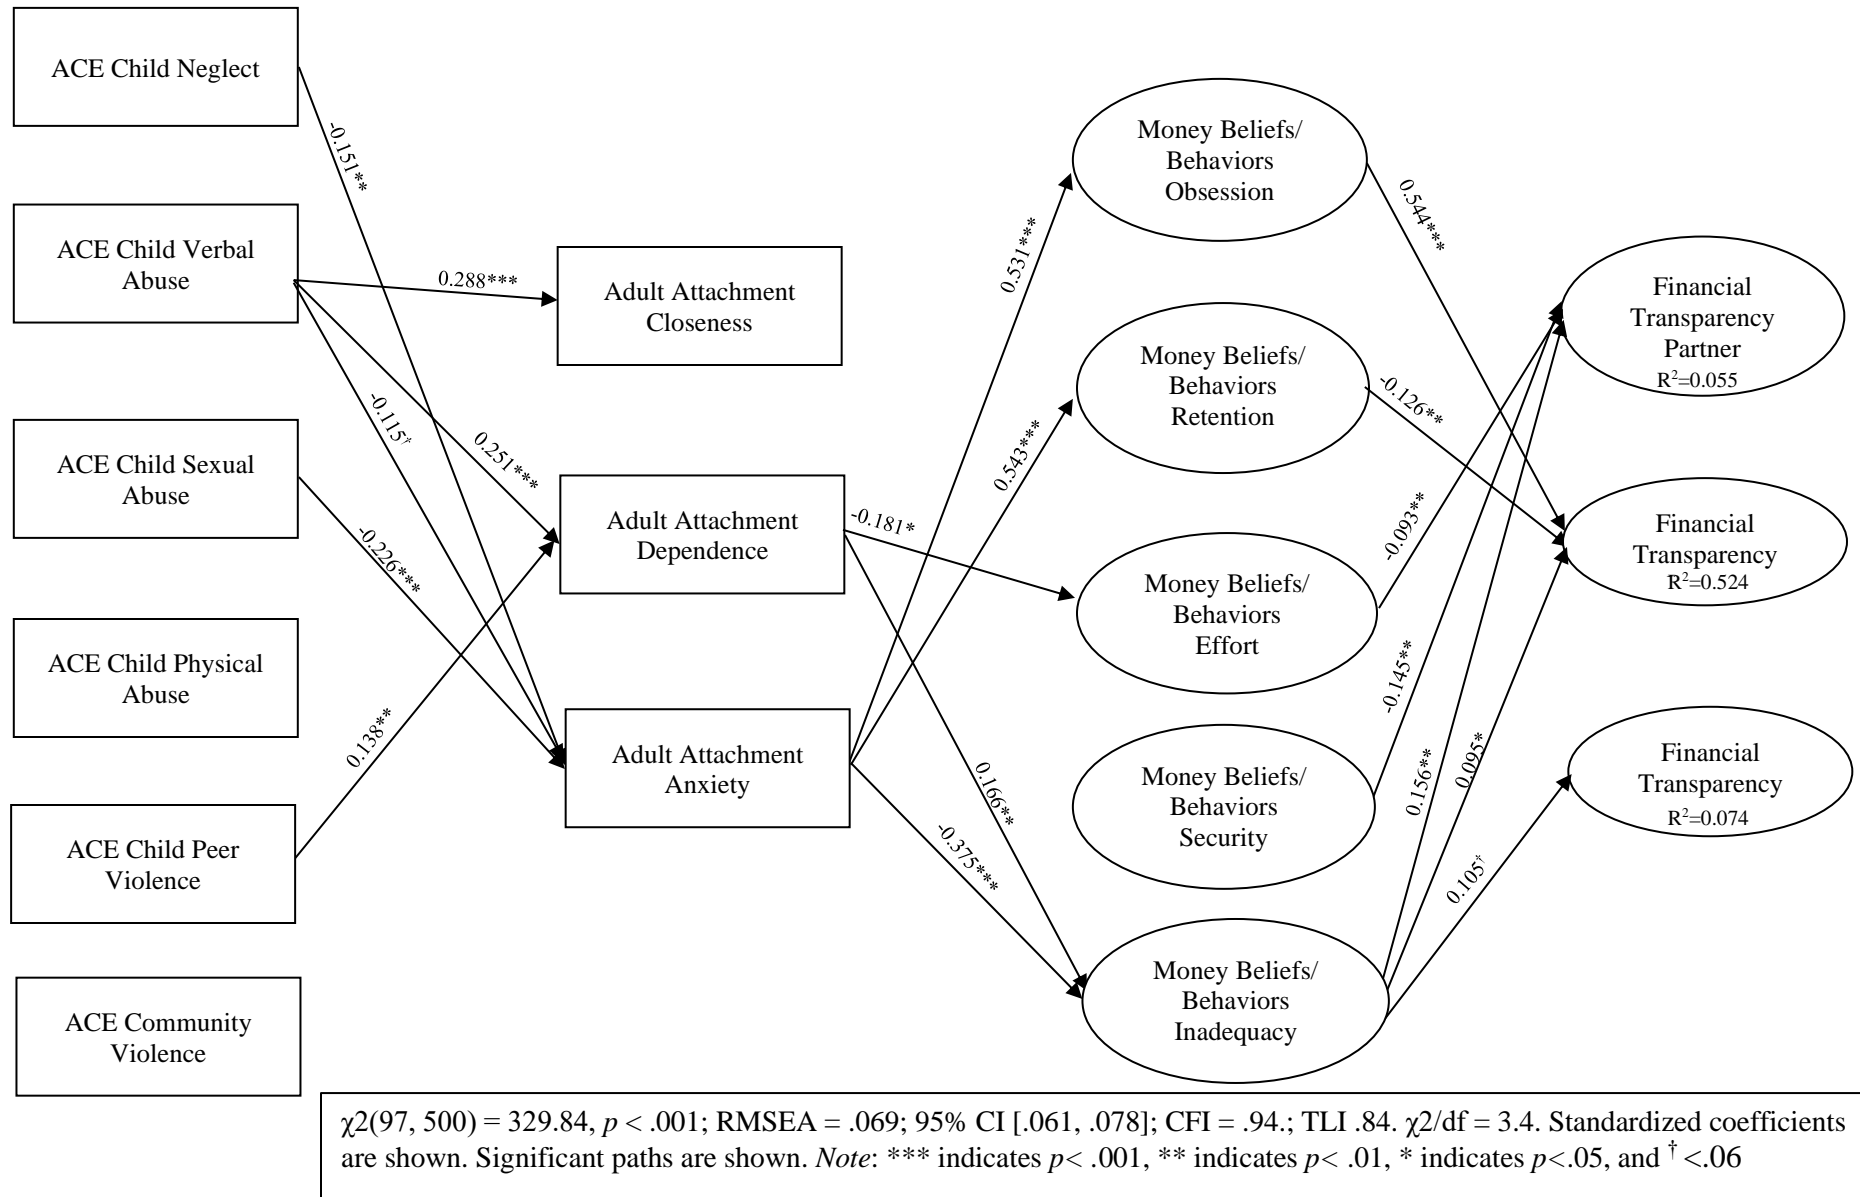 ACE Child Neglect
ACE Child Verbal
Abuse
ACE Child Sexual
Abuse
ACE Child Physical
Abuse
ACE Child Peer
Violence
ACE Community
Violence
-0.151**
0.288***
0.251***
-0.115†
-0.226***
0.138**
Adult Attachment
Closeness
Adult Attachment
Dependence
Adult Attachment
Anxiety
0.531***
0.543***
-0.181*
0.166**
-0.375***
Money Beliefs/
Behaviors
Obsession
Money Beliefs/
Behaviors
Retention
Money Beliefs/
Behaviors
Effort
Money Beliefs/
Behaviors
Security
Money Beliefs/
Behaviors
Inadequacy
0.544***
-0.126**
-0.093**
-0.145**
0.156**
0.095*
0.105†
Financial
Transparency
Partner
R²=0.055
Financial
Transparency
R²=0.524
Financial
Transparency
R²=0.074
χ2(97, 500) = 329.84, p < .001; RMSEA = .069; 95% CI [.061, .078]; CFI = .94.; TLI .84. χ2/df = 3.4. Standardized coefficients
are shown. Significant paths are shown. Note: *** indicates p< .001, ** indicates p< .01, * indicates p<.05, and † <.06